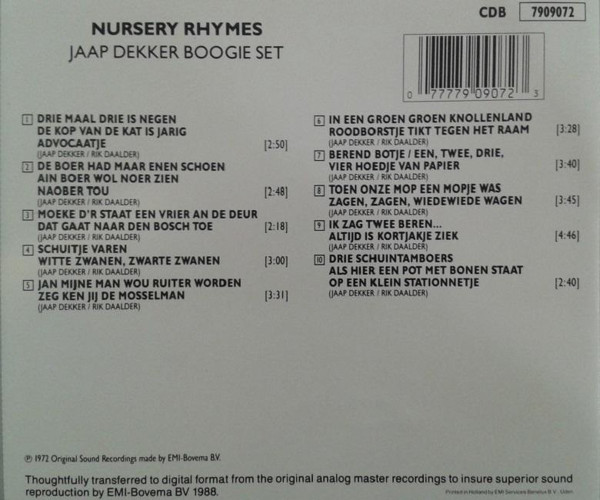 NURSERY RHYMES
JAAP DEKKER BOOGIE SET
CDB 7909072
0 77779 09072 3
1 DRIE MAAL DRIE IS NEGEN
DE KOP VAN DE KAT IS JARIG
ADVOCAATJE [2:50]
(JAAP DEKKER / RIK DAALDER)
2 DE BOER HAD MAAR ENEN SCHOEN
AIN BOER WOL NOER ZIEN
NAOBER TOU [2:48]
(JAAP DEKKER / RIK DAALDER)
3 MOEKE D'R STAAT EEN VRIER AN DE DEUR
DAT GAAT NAAR DEN BOSCH TOE [2:18]
(JAAP DEKKER / RIK DAALDER)
4 SCHUITJE VAREN
WITTE ZWANEN, ZWARTE ZWANEN [3:00]
(JAAP DEKKER / RIK DAALDER)
5 JAN MIJNE MAN WOU RUITER WORDEN
ZEG KEN JIJ DE MOSSELMAN [3:31]
(JAAP DEKKER / RIK DAALDER)
6 IN EEN GROEN GROEN KNOLLENLAND
ROODBORSTJE TIKT TEGEN HET RAAM [3:28]
(JAAP DEKKER / RIK DAALDER)
7 BEREND BOTJE / EEN, TWEE, DRIE,
VIER HOEDJE VAN PAPIER [3:40]
(JAAP DEKKER / RIK DAALDER)
8 TOEN ONZE MOP EEN MOPJE WAS
ZAGEN, ZAGEN, WIEDEWIEDE WAGEN [3:45]
(JAAP DEKKER / RIK DAALDER)
9 IK ZAG TWEE BEREN...
ALTIJD IS KORTJAKJE ZIEK [4:46]
(JAAP DEKKER / RIK DAALDER)
10 DRIE SCHUINTAMBOERS
ALS HIER EEN POT MET BONEN STAAT
OP EEN KLEIN STATIONNETJE [2:40]
(JAAP DEKKER / RIK DAALDER)
℗ 1972 Original Sound Recordings made by EMI-Bovema B.V.
Thoughtfully transferred to digital format from the original analog master recordings to insure superior sound
reproduction by EMI-Bovema BV 1988.
Printed in Holland by EMI Services Benelux B.V. Uden